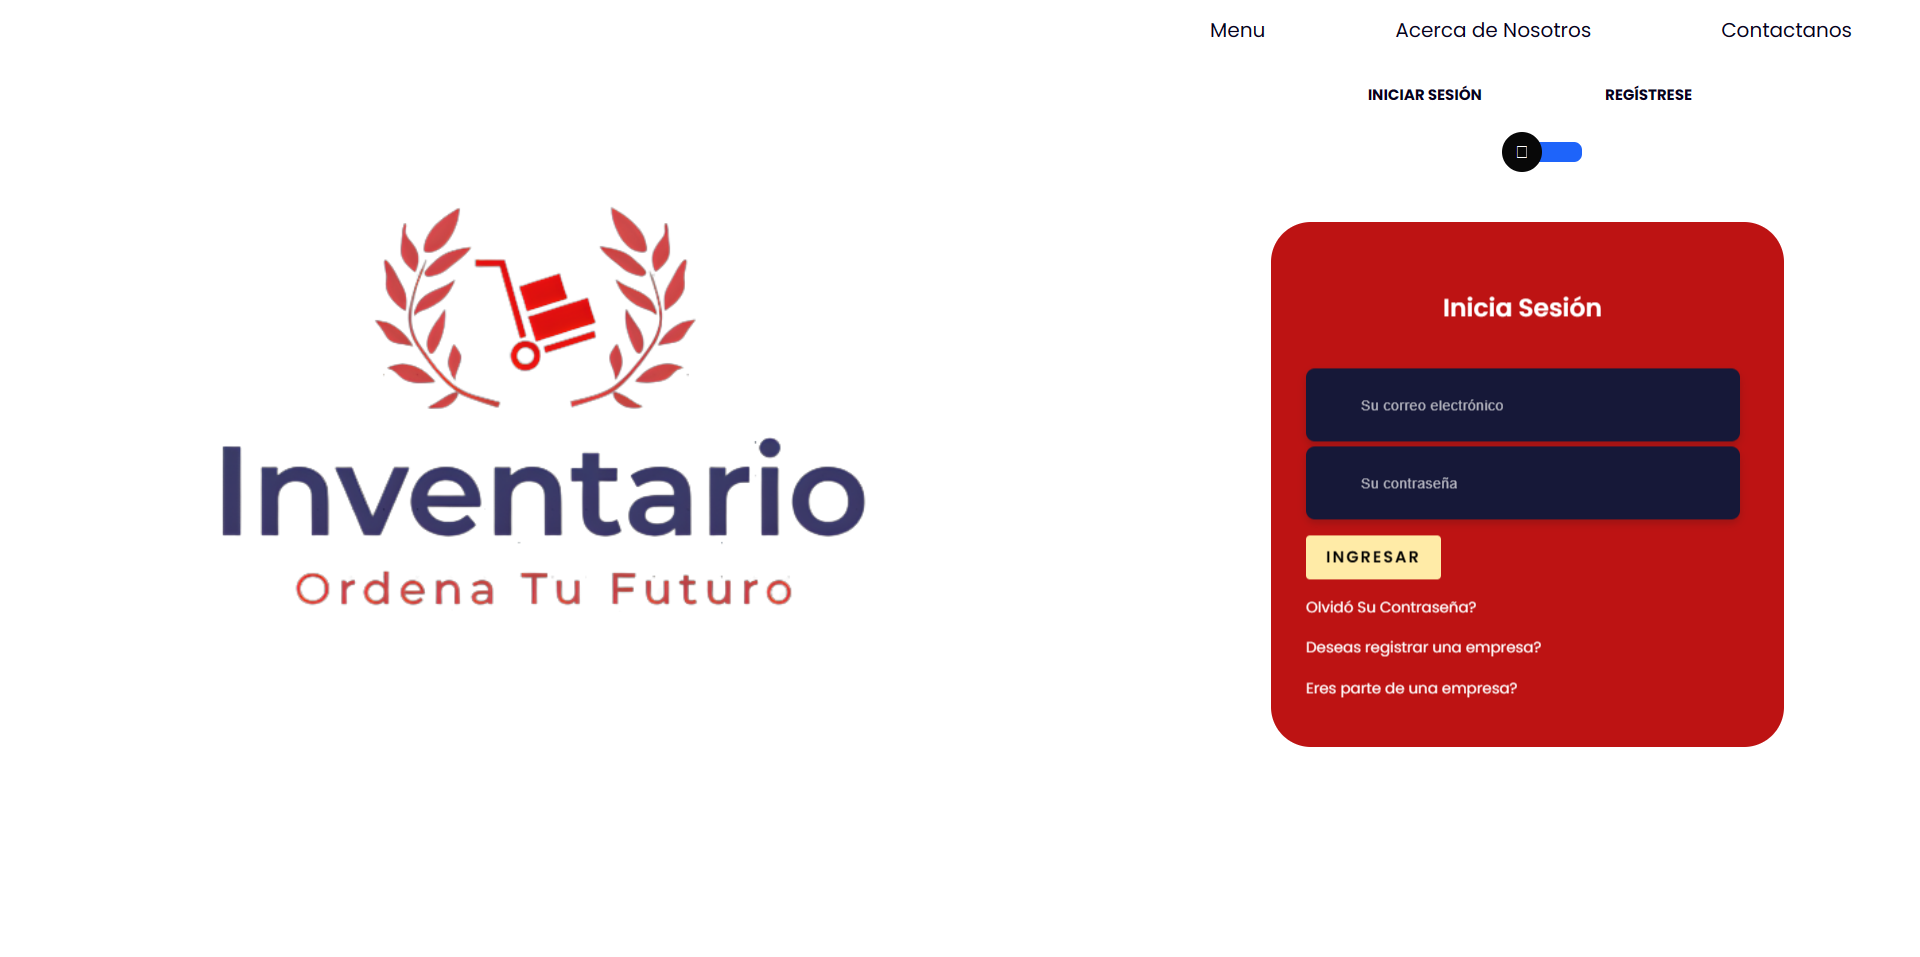 Menu Acerca de Nosotros Contactanos
INICIAR SESIÓN REGÍSTRESE
Inventario
Ordena Tu Futuro
Inicia Sesión
Su correo electrónico
Su contraseña
INGRESAR
Olvidó Su Contraseña?
Deseas registrar una empresa?
Eres parte de una empresa?